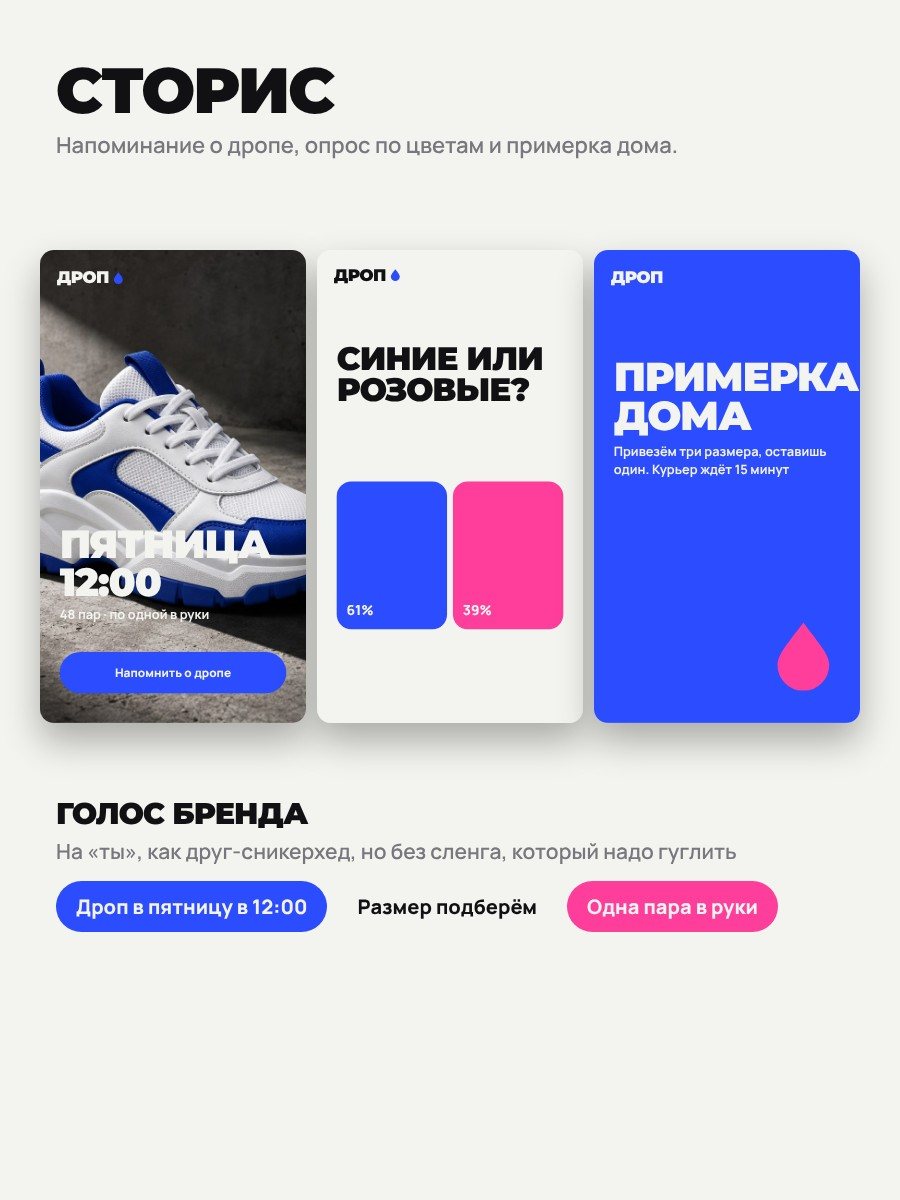 СТОРИС
Напоминание о дропе, опрос по цветам и примерка дома.
ДРОП
ПЯТНИЦА
12:00
48 пар · по одной в руки
Напомнить о дропе
ДРОП
СИНИЕ ИЛИ
РОЗОВЫЕ?
61%
39%
ДРОП
ПРИМЕРКА
ДОМА
Привезём три размера, оставишь
один. Курьер ждёт 15 минут
ГОЛОС БРЕНДА
На «ты», как друг-сникерхед, но без сленга, который надо гуглить
Дроп в пятницу в 12:00
Размер подберём
Одна пара в руки